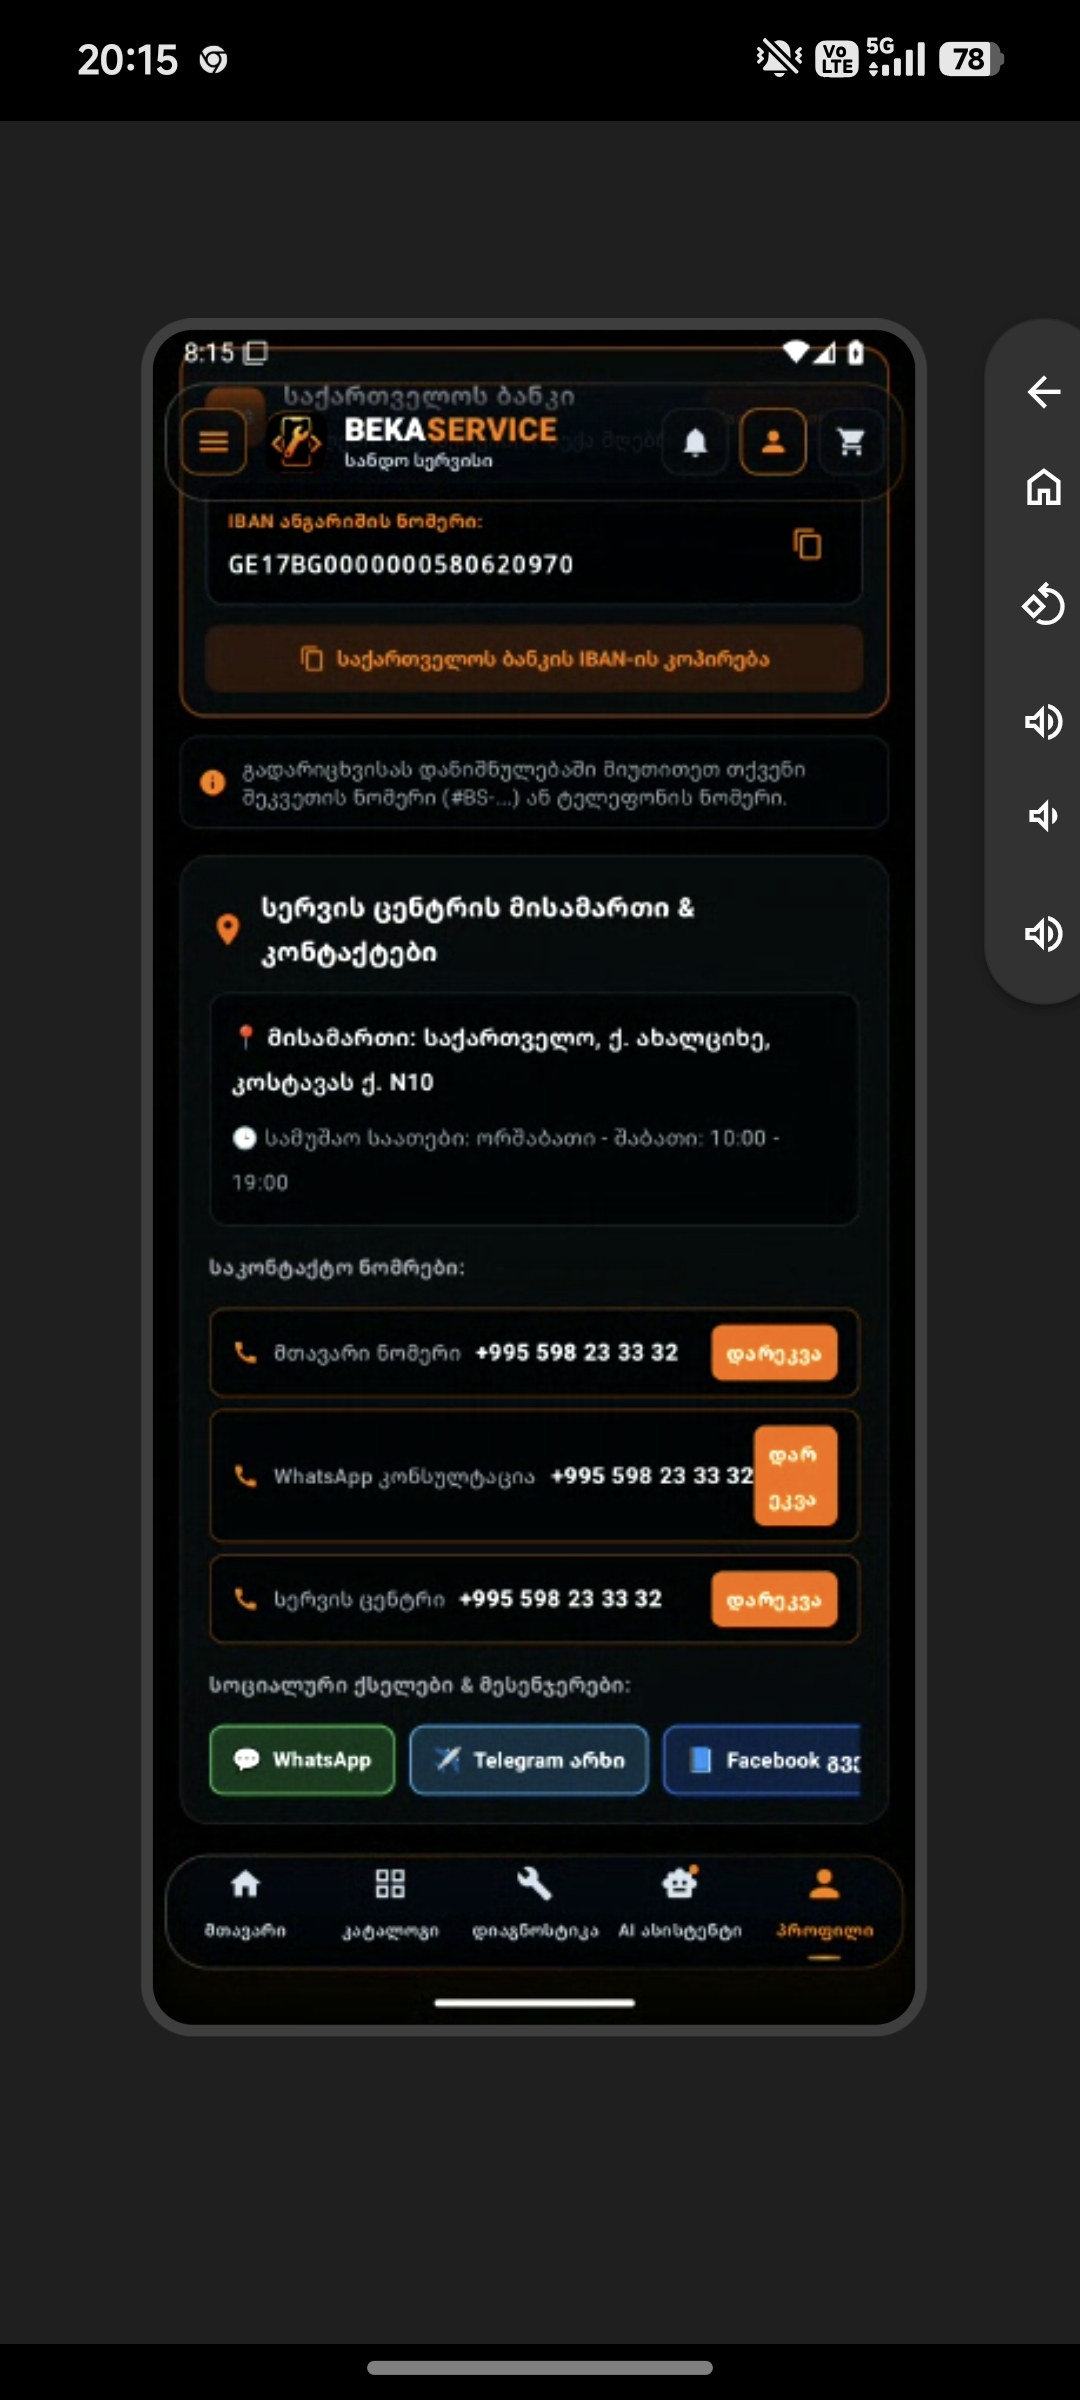 20:15
Vo LTE 5G 78
8:15
საქართველოს ბანკი
BEKASERVICE
სანდო სერვისი
IBAN ანგარიშის ნომერი:
GE17BG0000000580620970
საქართველოს ბანკის IBAN-ის კოპირება
გადარიცხვისას დანიშნულებაში მიუთითეთ თქვენი
შეკვეთის ნომერი (#BS-...) ან ტელეფონის ნომერი.
სერვის ცენტრის მისამართი &
კონტაქტები
მისამართი: საქართველო, ქ. ახალციხე,
კოსტავას ქ. N10
სამუშაო საათები: ორშაბათი - შაბათი: 10:00 -
19:00
საკონტაქტო ნომრები:
მთავარი ნომერი +995 598 23 33 32 დარეკვა
WhatsApp კონსულტაცია +995 598 23 33 32 დარ
ეკვა
სერვის ცენტრი +995 598 23 33 32 დარეკვა
სოციალური ქსელები & მესენჯერები:
WhatsApp Telegram არხი Facebook
მთავარი კატალოგი დიაგნოსტიკა AI ასისტენტი პროფილი